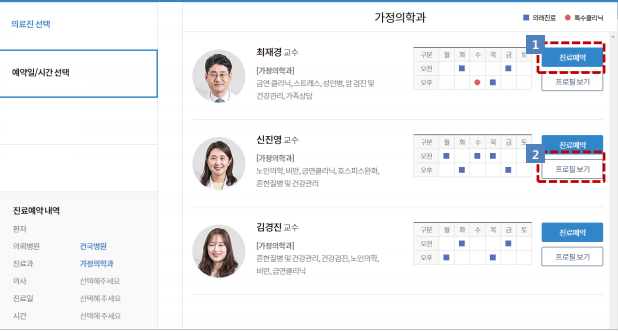 의료진 선택
예약일/시간 선택
진료예약 내역
환자
의뢰병원 건국병원
진료과 가정의학과
의사 선택해주세요
진료일 선택해주세요
시간 선택해주세요
가정의학과
외래진료 특수클리닉
최재경 교수
[가정의학과]
금연 클리닉, 스트레스, 성인병, 암 검진 및
건강관리, 가족상담
구분 월 화 수 목 금 토
오전
오후
1
진료예약
프로필 보기
신진영 교수
[가정의학과]
노인의학, 비만, 금연클리닉, 호스피스완화,
흔한질병 및 건강관리
구분 월 화 수 목 금 토
오전
오후
진료예약
2
프로필 보기
김경진 교수
[가정의학과]
흔한질병 및 건강관리, 건강검진, 노인의학,
비만, 금연클리닉
구분 월 화 수 목 금 토
오전
오후
진료예약
프로필 보기